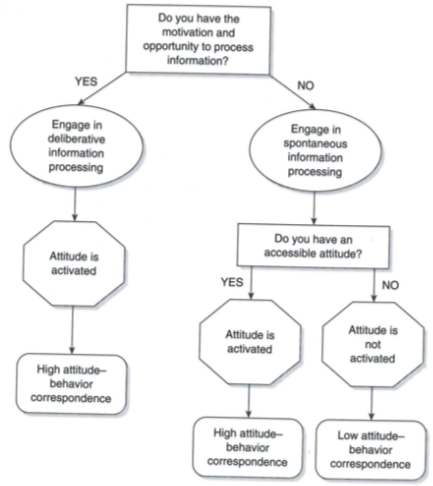 Do you have the
motivation and
opportunity to process
information?
YES
NO
Engage in
deliberative
information
processing
Engage in
spontaneous
information
processing
Attitude is
activated
Do you have an
accessible attitude?
YES
NO
Attitude is
activated
Attitude is
not
activated
High attitude–
behavior
correspondence
High attitude–
behavior
correspondence
Low attitude–
behavior
correspondence